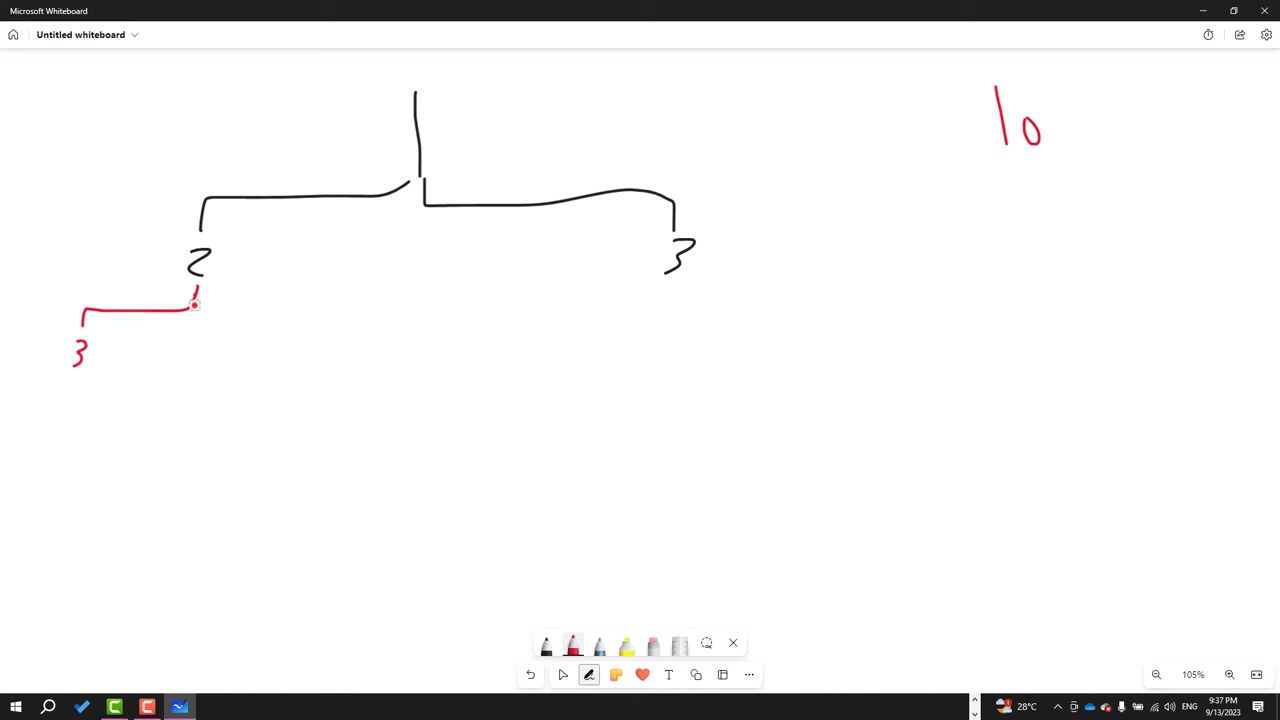 Microsoft Whiteboard
Untitled whiteboard
10
2
3
3
105%
28°C
ENG
9:37 PM
9/13/2023